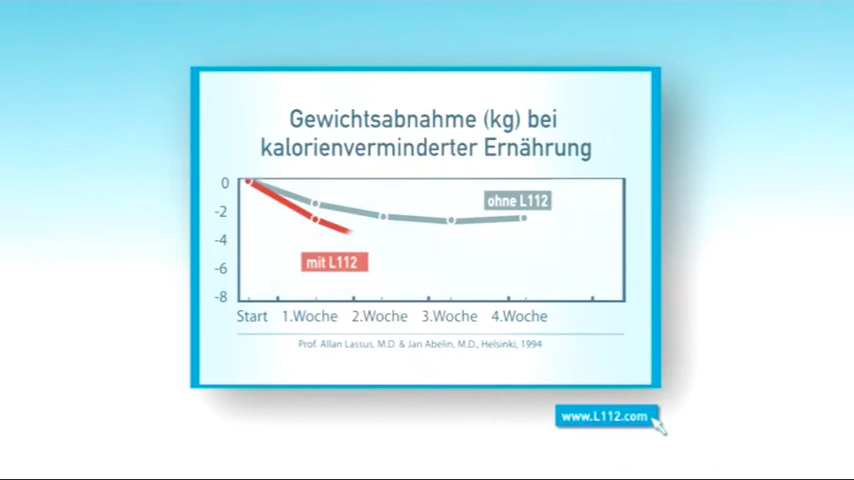 Gewichtsabnahme (kg) bei
kalorienverminderter Ernährung
0
-2
-4
-6
-8
ohne L112
mit L112
Start 1.Woche 2.Woche 3.Woche 4.Woche
Prof. Allan Lassus, M.D. & Jan Abelin, M.D., Helsinki, 1994
www.L112.com